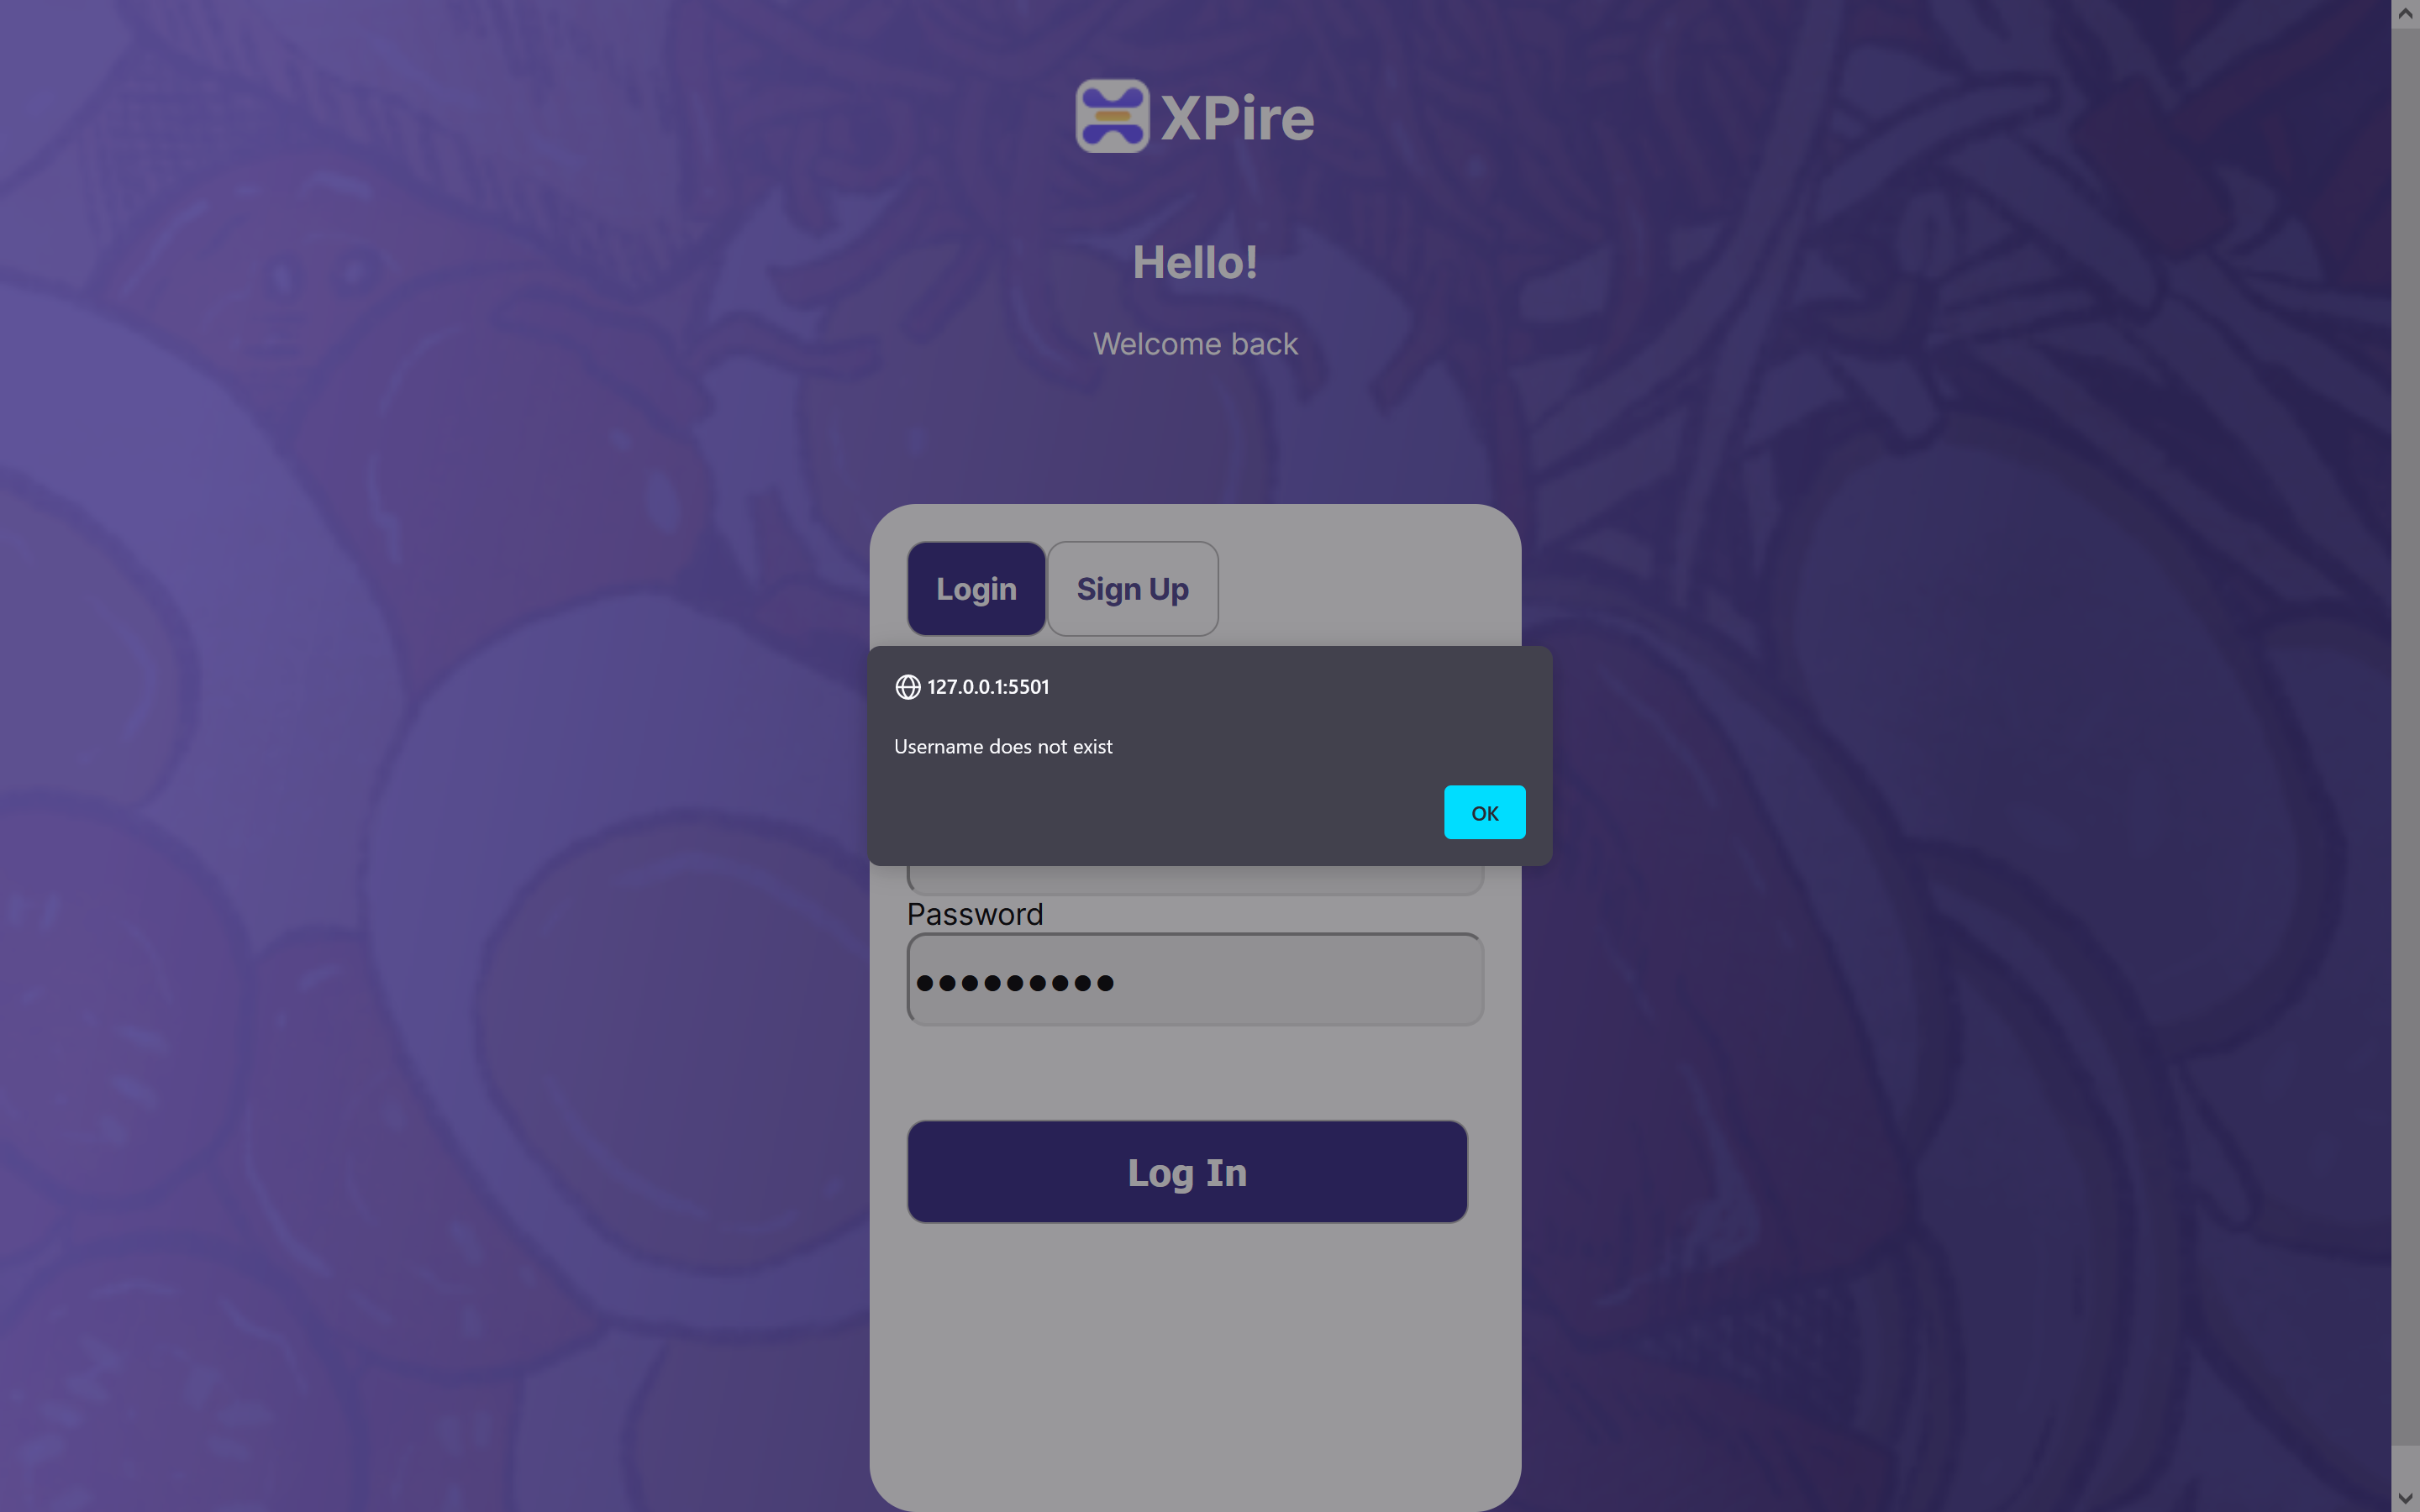 XPire
Hello!
Welcome back
Login
Sign Up
127.0.0.1:5501
Username does not exist
OK
Password
Log In